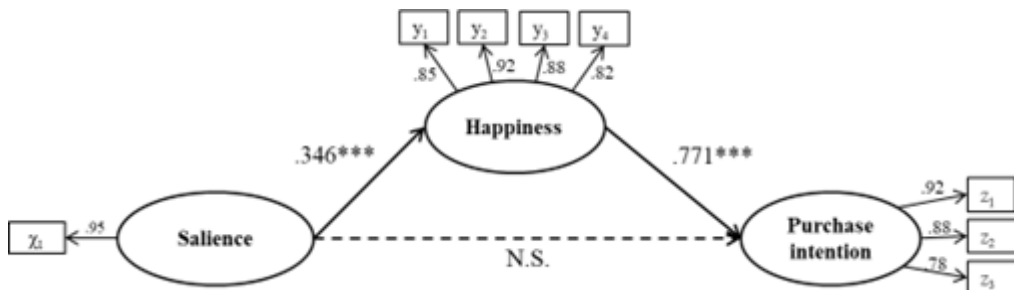 y₁ y₂ y₃ y₄
.85 .92 .88 .82
Happiness
.346*** .771***
χ₁ .95 Salience
N.S.
Purchase
intention
.92 z₁
.88 z₂
.78 z₃